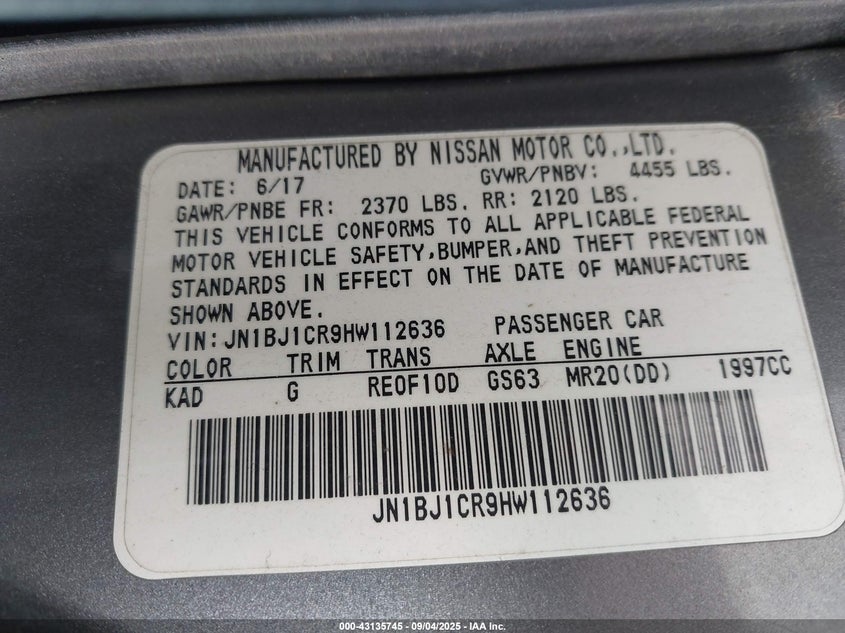 MANUFACTURED BY NISSAN MOTOR CO.,LTD.
DATE: 6/17 GVWR/PNBV: 4455 LBS.
GAWR/PNBE FR: 2370 LBS. RR: 2120 LBS.
THIS VEHICLE CONFORMS TO ALL APPLICABLE FEDERAL
MOTOR VEHICLE SAFETY,BUMPER,AND THEFT PREVENTION
STANDARDS IN EFFECT ON THE DATE OF MANUFACTURE
SHOWN ABOVE.
VIN:JN1BJ1CR9HW112636 PASSENGER CAR
COLOR TRIM TRANS AXLE ENGINE
KAD G RE0F10D GS63 MR20(DD) 1997CC
JN1BJ1CR9HW112636
000-43135745 - 09/04/2025 - IAA Inc.